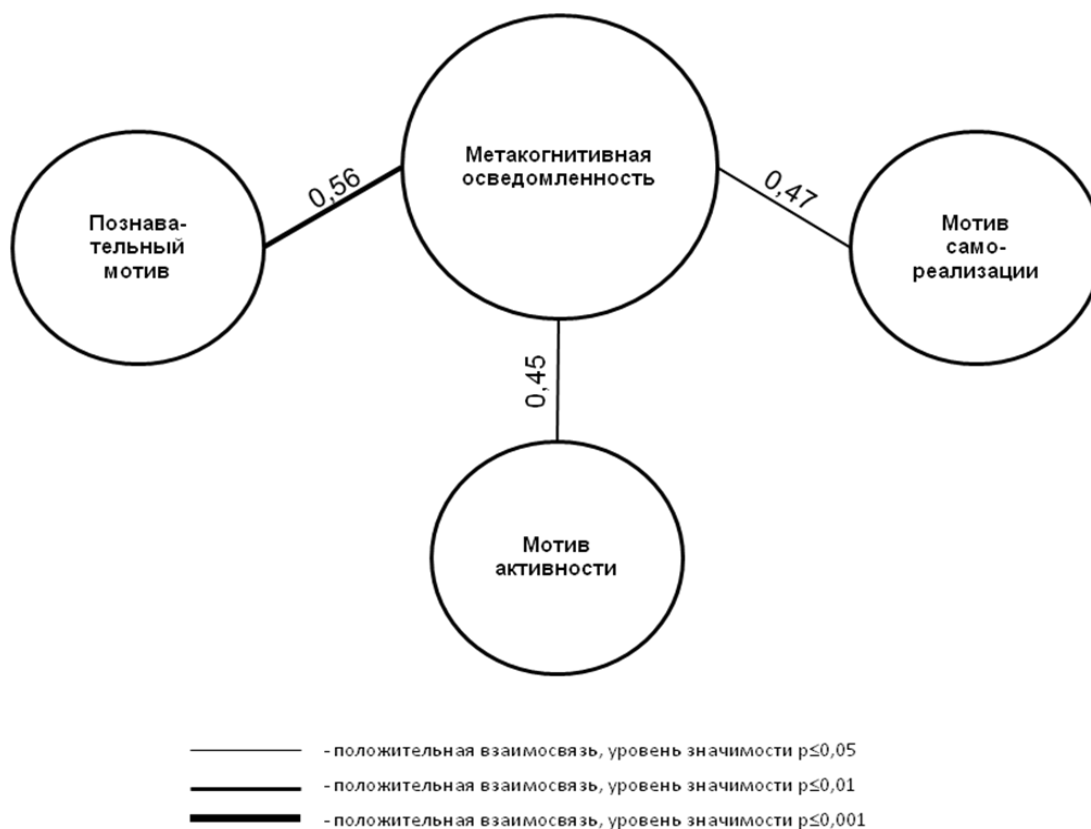 Метакогнитивная
осведомленность
0,56
0,47
Познава-
тельный
мотив
Мотив
само-
реализации
0,45
Мотив
активности
- положительная взаимосвязь, уровень значимости p≤0,05
- положительная взаимосвязь, уровень значимости p≤0,01
- положительная взаимосвязь, уровень значимости p≤0,001